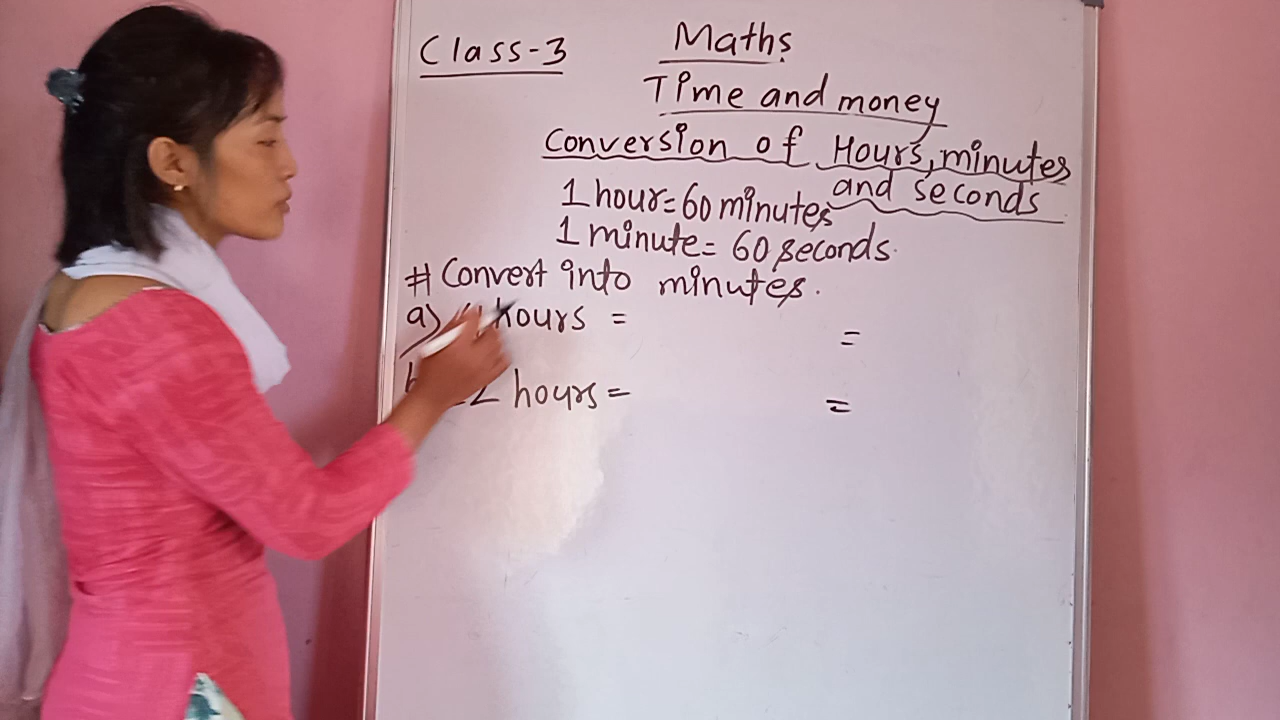 Class-3
Maths
Time and money
Conversion of Hours, minutes
and seconds
1 hour = 60 minutes
1 minute = 60 seconds.
# Convert into minutes.
a) hours = =
hours = =